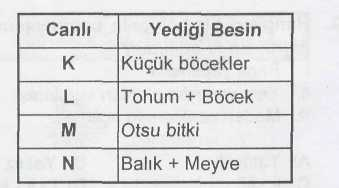 Canlı Yediği Besin
K Küçük böcekler
Tohum + Böcek
M Otsu bitki
N Balık + Meyve